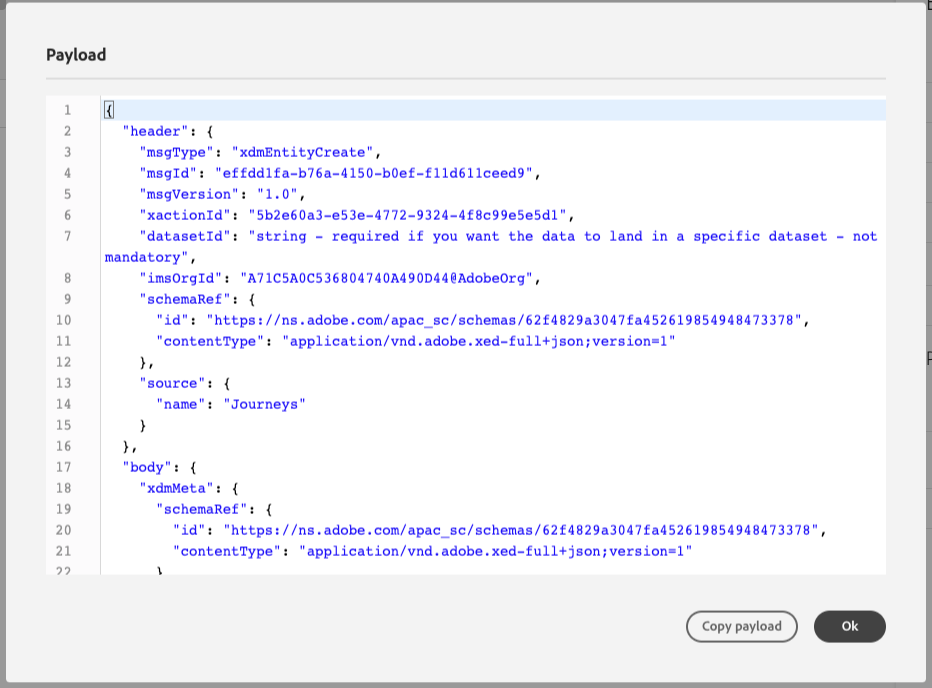 Payload
1 {
2 "header": {
3 "msgType": "xdmEntityCreate",
4 "msgId": "effdd1fa-b76a-4150-b0ef-f11d611ceed9",
5 "msgVersion": "1.0",
6 "xactionId": "5b2e60a3-e53e-4772-9324-4f8c99e5e5d1",
7 "datasetId": "string - required if you want the data to land in a specific dataset - not
mandatory",
8 "imsOrgId": "A71C5A0C536804740A490D44@AdobeOrg",
9 "schemaRef": {
10 "id": "https://ns.adobe.com/apac_sc/schemas/62f4829a3047fa452619854948473378",
11 "contentType": "application/vnd.adobe.xed-full+json;version=1"
12 },
13 "source": {
14 "name": "Journeys"
15 }
16 },
17 "body": {
18 "xdmMeta": {
19 "schemaRef": {
20 "id": "https://ns.adobe.com/apac_sc/schemas/62f4829a3047fa452619854948473378",
21 "contentType": "application/vnd.adobe.xed-full+json;version=1"
22 }
Copy payload
Ok